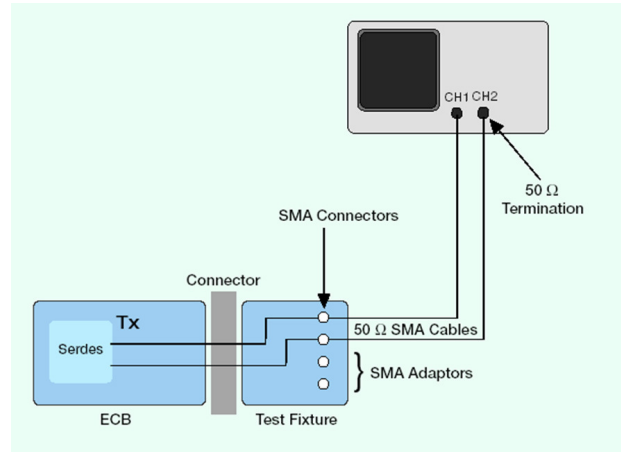 CH1 CH2
50 Ω
Termination
SMA Connectors
Connector
Tx
Serdes
50 Ω SMA Cables
SMA Adaptors
ECB
Test Fixture